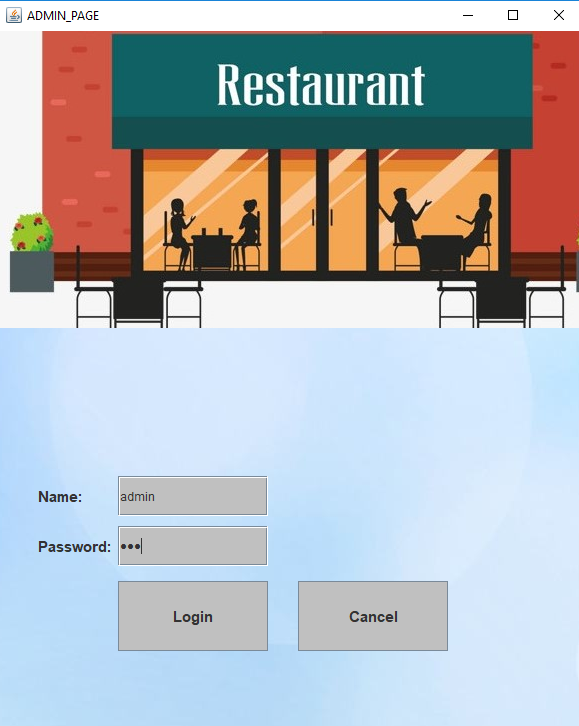 ADMIN_PAGE
Restaurant
Name:
admin
Password:
•••
Login
Cancel